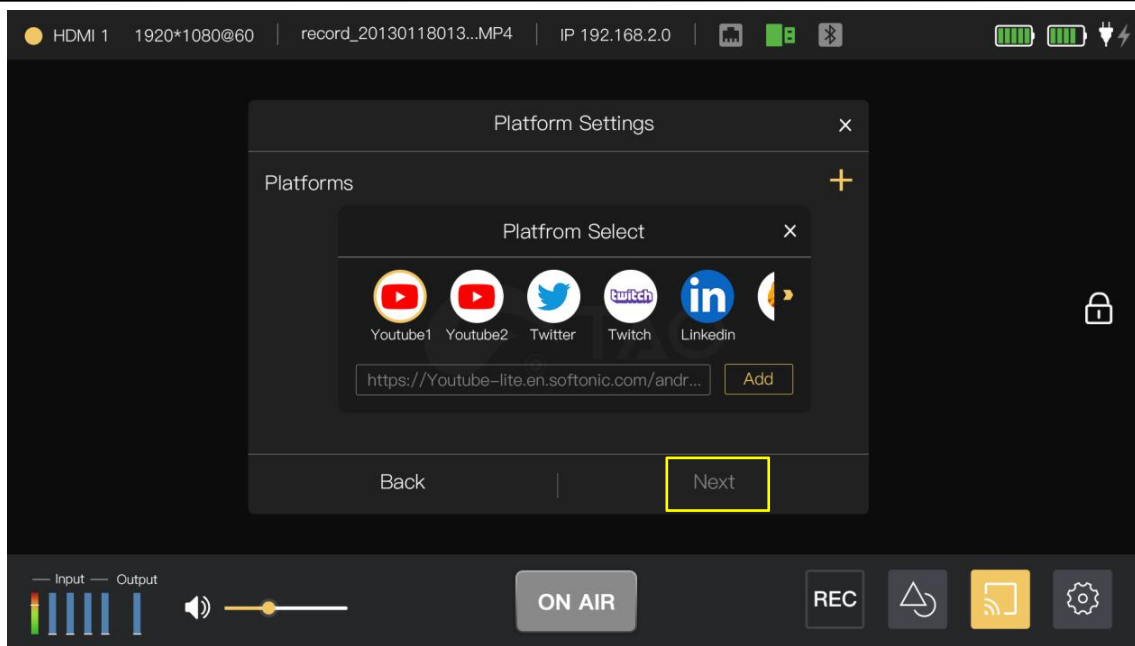 HDMI 1 1920*1080@60 record_20130118013...MP4 IP 192.168.2.0
Platform Settings x
Platforms
Platfrom Select x
twitch in
Youtube1 Youtube2 Twitter Twitch Linkedin
https://Youtube-lite.en.softonic.com/andr... Add
Back Next
Input Output
ON AIR REC